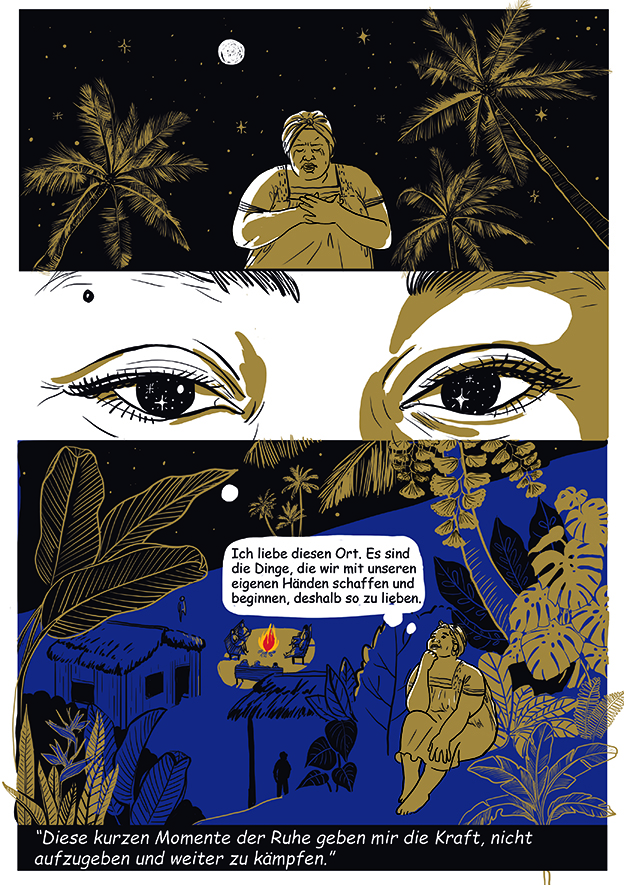 Ich liebe diesen Ort. Es sind
die Dinge, die wir mit unseren
eigenen Händen schaffen und
beginnen, deshalb so zu lieben.
"Diese kurzen Momente der Ruhe geben mir die Kraft, nicht
aufzugeben und weiter zu kämpfen."